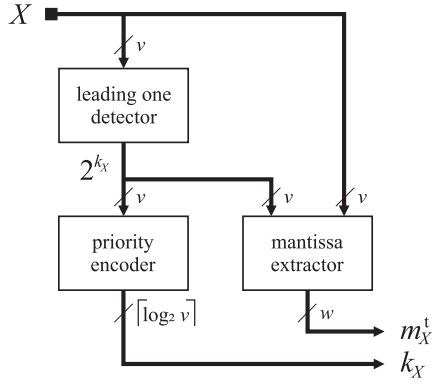 X
v
leading one
detector
2^{k_X}
v
v
v
priority
encoder
mantissa
extractor
⌈log₂ v⌉
w
m_X^t
k_X